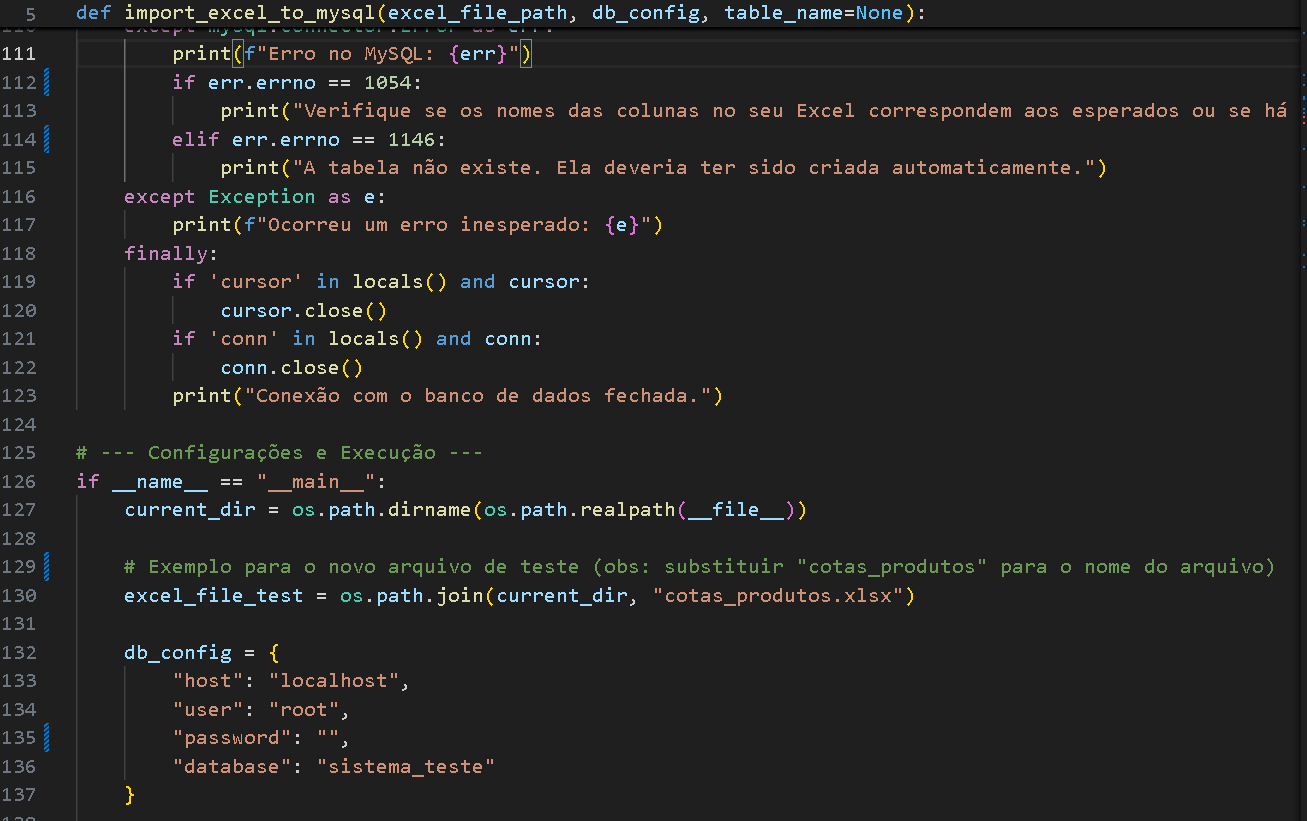 5 def import_excel_to_mysql(excel_file_path, db_config, table_name=None):
110 except mysql.connector.Error as err:
111 print(f"Erro no MySQL: {err}")
112 if err.errno == 1054:
113 print("Verifique se os nomes das colunas no seu Excel correspondem aos esperados ou se há
114 elif err.errno == 1146:
115 print("A tabela não existe. Ela deveria ter sido criada automaticamente.")
116 except Exception as e:
117 print(f"Ocorreu um erro inesperado: {e}")
118 finally:
119 if 'cursor' in locals() and cursor:
120 cursor.close()
121 if 'conn' in locals() and conn:
122 conn.close()
123 print("Conexão com o banco de dados fechada.")
124
125 # --- Configurações e Execução ---
126 if __name__ == "__main__":
127 current_dir = os.path.dirname(os.path.realpath(__file__))
128
129 # Exemplo para o novo arquivo de teste (obs: substituir "cotas_produtos" para o nome do arquivo)
130 excel_file_test = os.path.join(current_dir, "cotas_produtos.xlsx")
131
132 db_config = {
133 "host": "localhost",
134 "user": "root",
135 "password": "",
136 "database": "sistema_teste"
137 }